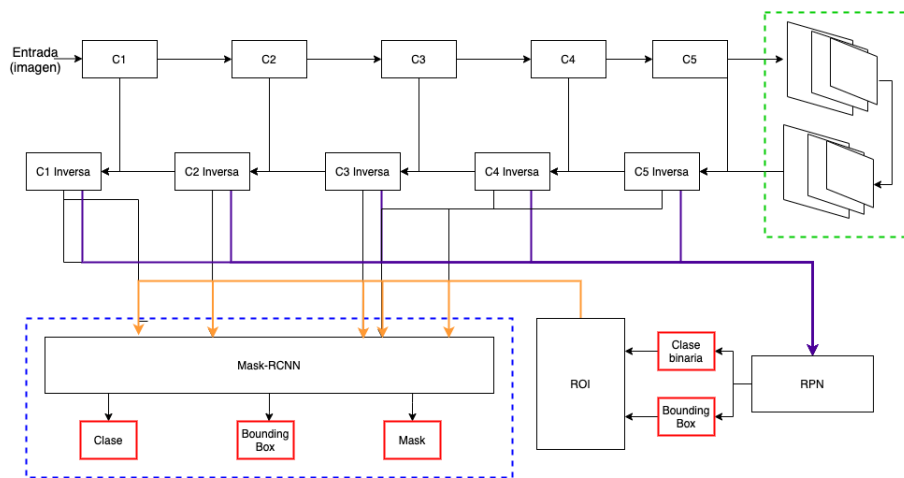 Entrada
(imagen)
C1
C2
C3
C4
C5
C1 Inversa
C2 Inversa
C3 Inversa
C4 Inversa
C5 Inversa
Mask-RCNN
Clase
Bounding
Box
Mask
ROI
Clase
binaria
Bounding
Box
RPN